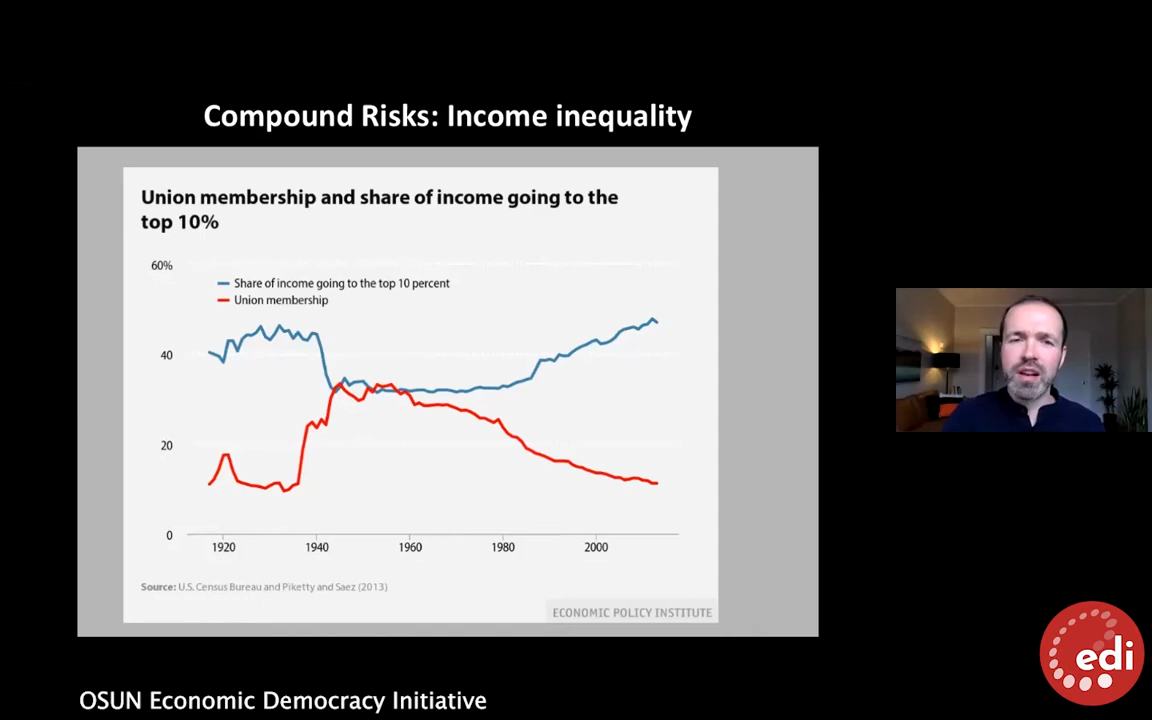 Compound Risks: Income inequality
Union membership and share of income going to the
top 10%
60%
Share of income going to the top 10 percent
Union membership
40
20
0
1920 1940 1960 1980 2000
Source: U.S. Census Bureau and Piketty and Saez (2013)
ECONOMIC POLICY INSTITUTE
edi
OSUN Economic Democracy Initiative